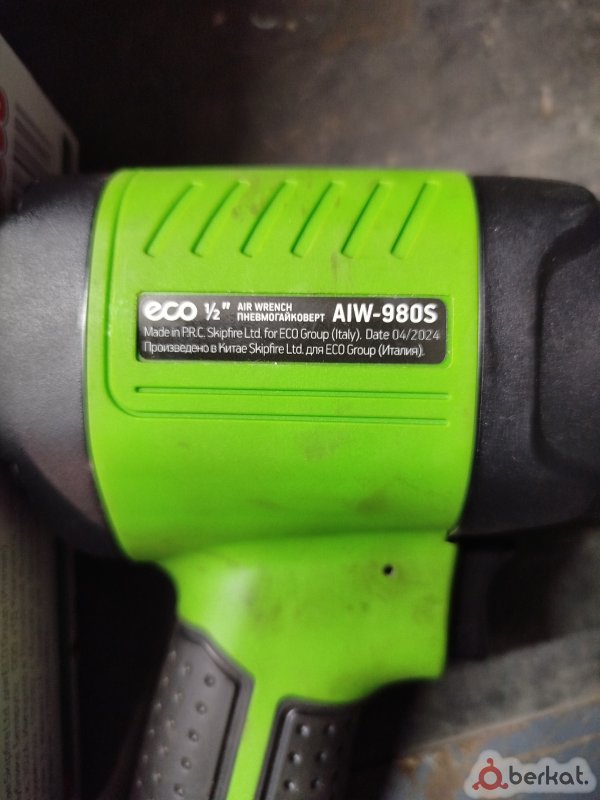 eco ½" AIR WRENCH ПНЕВМОГАЙКОВЕРТ AIW-980S
Made in P.R.C. Skipfire Ltd. for ECO Group (Italy). Date 04/2024
Произведено в Китае Skipfire Ltd. для ECO Group (Италия).
berkat.